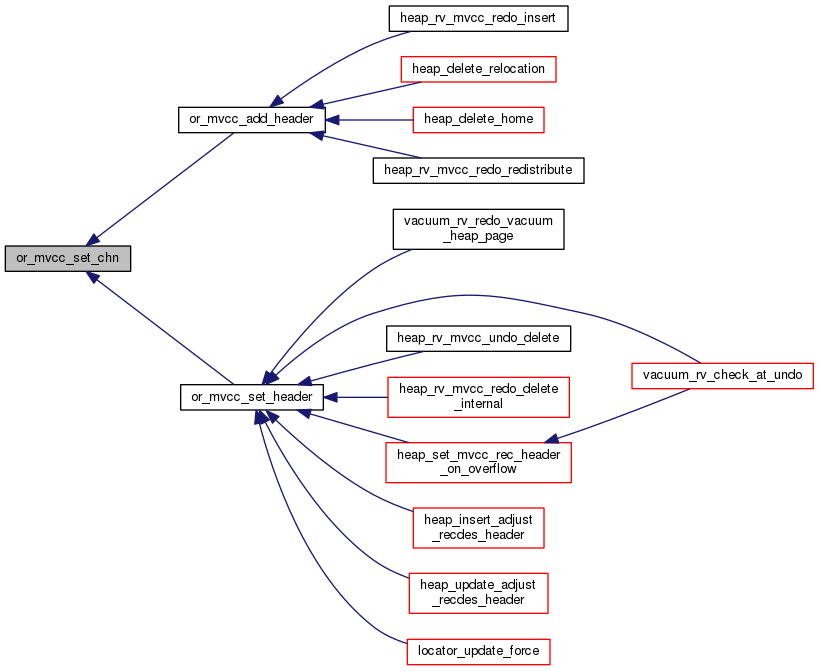 heap_rv_mvcc_redo_insert
heap_delete_relocation
or_mvcc_add_header
heap_delete_home
heap_rv_mvcc_redo_redistribute
vacuum_rv_redo_vacuum
_heap_page
or_mvcc_set_chn
heap_rv_mvcc_undo_delete
vacuum_rv_check_at_undo
heap_rv_mvcc_redo_delete
_internal
or_mvcc_set_header
heap_set_mvcc_rec_header
_on_overflow
heap_insert_adjust
_recdes_header
heap_update_adjust
_recdes_header
locator_update_force